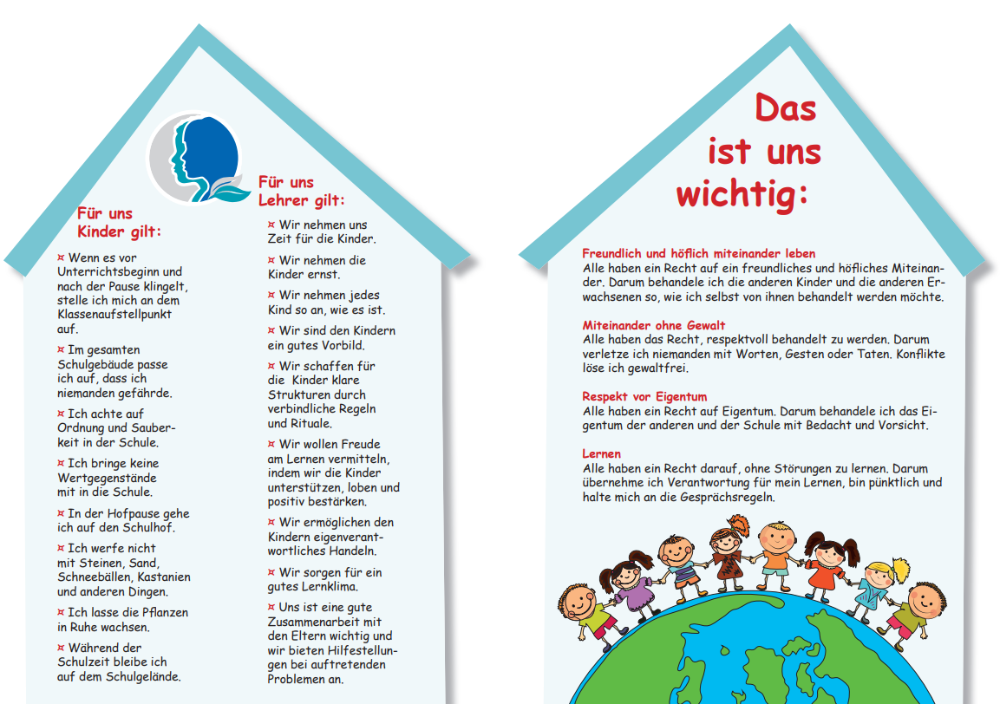 Für uns
Kinder gilt:
¤ Wenn es vor
Unterrichtsbeginn und
nach der Pause klingelt,
stelle ich mich an dem
Klassenaufstellpunkt
auf.
¤ Im gesamten
Schulgebäude passe
ich auf, dass ich
niemanden gefährde.
¤ Ich achte auf
Ordnung und Sauber-
keit in der Schule.
¤ Ich bringe keine
Wertgegenstände
mit in die Schule.
¤ In der Hofpause gehe
ich auf den Schulhof.
¤ Ich werfe nicht
mit Steinen, Sand,
Schneebällen, Kastanien
und anderen Dingen.
¤ Ich lasse die Pflanzen
in Ruhe wachsen.
¤ Während der
Schulzeit bleibe ich
auf dem Schulgelände.
Für uns
Lehrer gilt:
¤ Wir nehmen uns
Zeit für die Kinder.
¤ Wir nehmen die
Kinder ernst.
¤ Wir nehmen jedes
Kind so an, wie es ist.
¤ Wir sind den Kindern
ein gutes Vorbild.
¤ Wir schaffen für
die Kinder klare
Strukturen durch
verbindliche Regeln
und Rituale.
¤ Wir wollen Freude
am Lernen vermitteln,
indem wir die Kinder
unterstützen, loben und
positiv bestärken.
¤ Wir ermöglichen den
Kindern eigenverant-
wortliches Handeln.
¤ Wir sorgen für ein
gutes Lernklima.
¤ Uns ist eine gute
Zusammenarbeit mit
den Eltern wichtig und
wir bieten Hilfestellun-
gen bei auftretenden
Problemen an.
Das
ist uns
wichtig:
Freundlich und höflich miteinander leben
Alle haben ein Recht auf ein freundliches und höfliches Miteinan-
der. Darum behandele ich die anderen Kinder und die anderen Er-
wachsenen so, wie ich selbst von ihnen behandelt werden möchte.
Miteinander ohne Gewalt
Alle haben das Recht, respektvoll behandelt zu werden. Darum
verletze ich niemanden mit Worten, Gesten oder Taten. Konflikte
löse ich gewaltfrei.
Respekt vor Eigentum
Alle haben ein Recht auf Eigentum. Darum behandele ich das Ei-
gentum der anderen und der Schule mit Bedacht und Vorsicht.
Lernen
Alle haben ein Recht darauf, ohne Störungen zu lernen. Darum
übernehme ich Verantwortung für mein Lernen, bin pünktlich und
halte mich an die Gesprächsregeln.